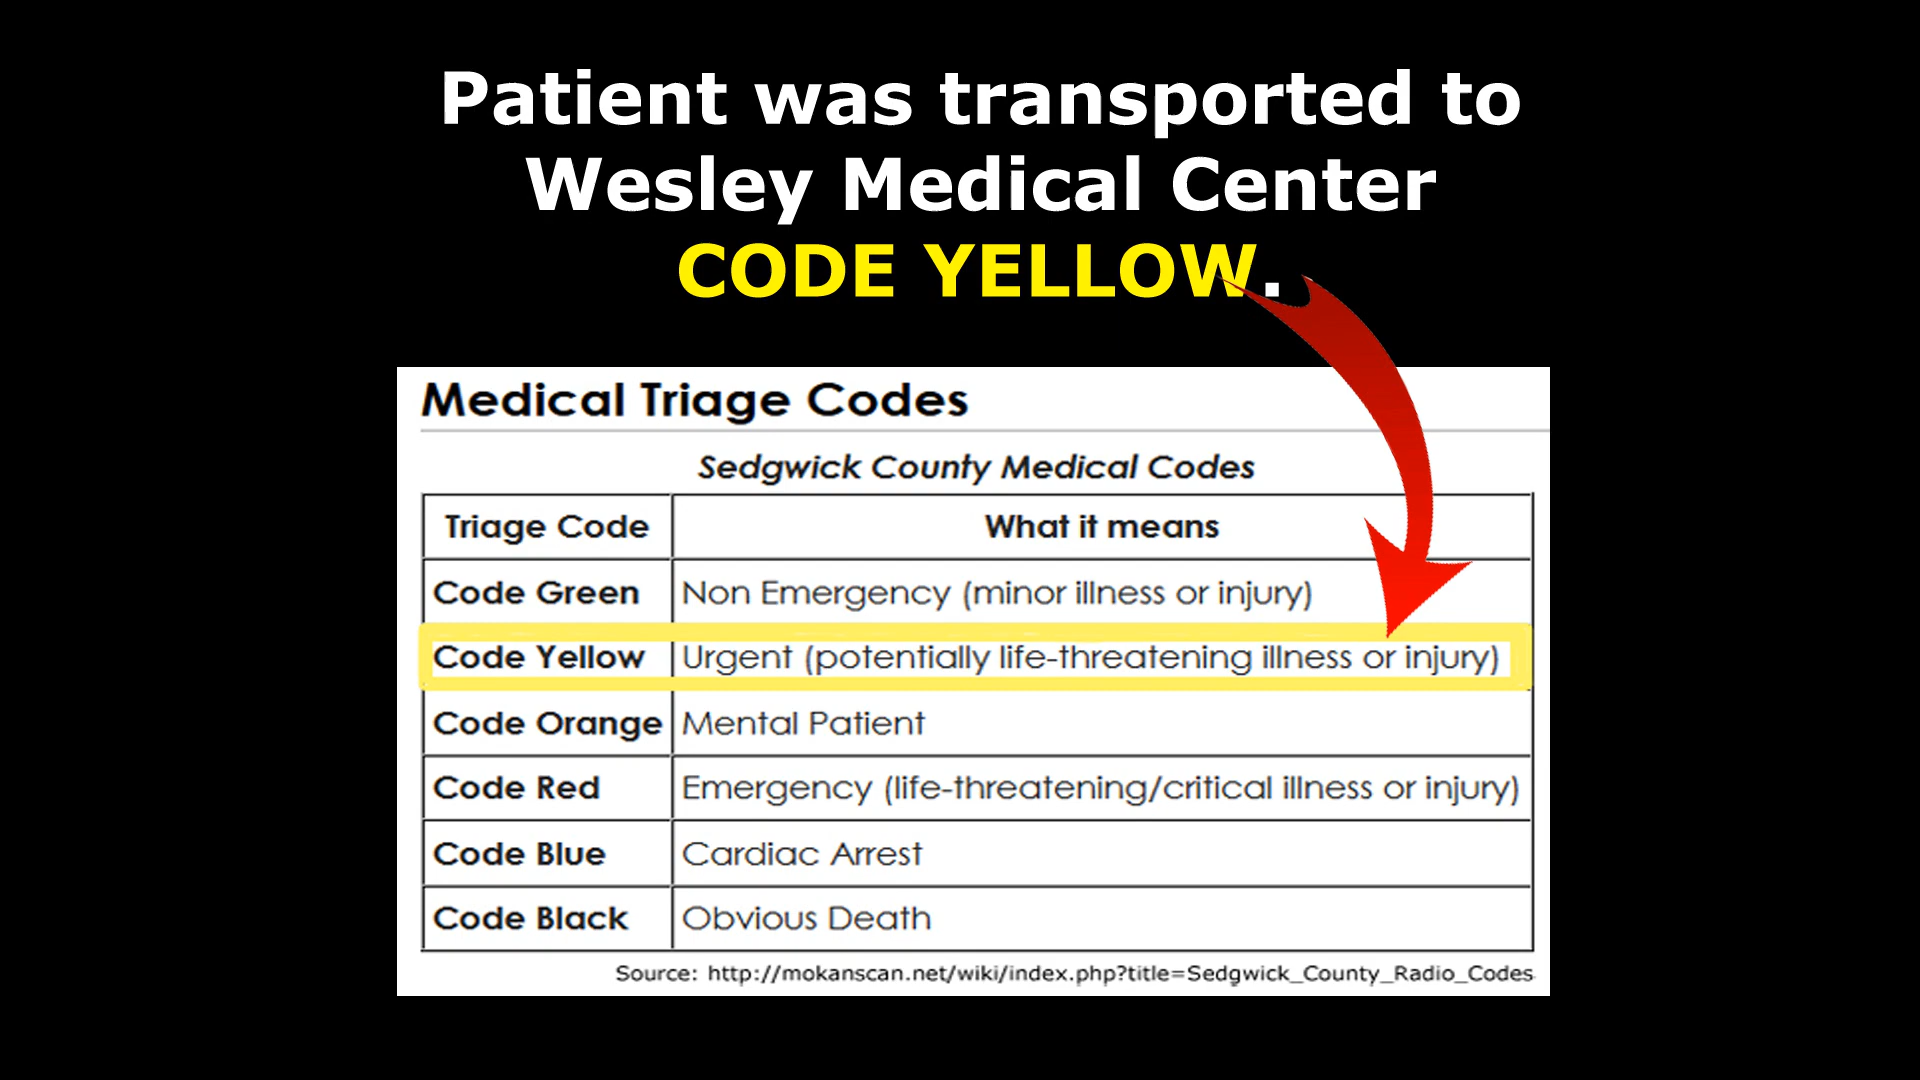 Patient was transported to
Wesley Medical Center
CODE YELLOW.
Medical Triage Codes
Sedgwick County Medical Codes
Triage Code What it means
Code Green Non Emergency (minor illness or injury)
Code Yellow Urgent (potentially life-threatening illness or injury)
Code Orange Mental Patient
Code Red Emergency (life-threatening/critical illness or injury)
Code Blue Cardiac Arrest
Code Black Obvious Death
Source: http://mokanscan.net/wiki/index.php?title=Sedgwick_County_Radio_Codes